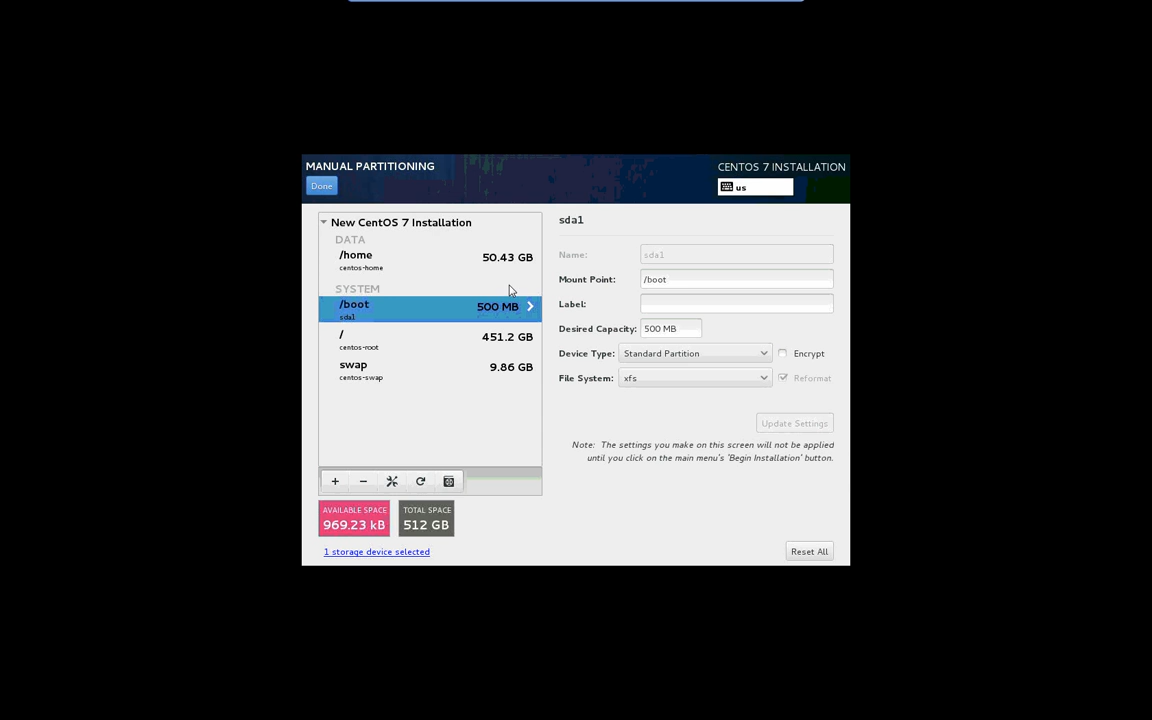 MANUAL PARTITIONING
CENTOS 7 INSTALLATION
Done
us
New CentOS 7 Installation
DATA
/home
50.43 GB
centos-home
SYSTEM
/boot
500 MB
sda1
/
451.2 GB
centos-root
swap
9.86 GB
centos-swap
+ −
AVAILABLE SPACE
969.23 kB
TOTAL SPACE
512 GB
1 storage device selected
sda1
Name: sda1
Mount Point: /boot
Label:
Desired Capacity: 500 MB
Device Type: Standard Partition Encrypt
File System: xfs Reformat
Update Settings
Note: The settings you make on this screen will not be applied
until you click on the main menu's 'Begin Installation' button.
Reset All